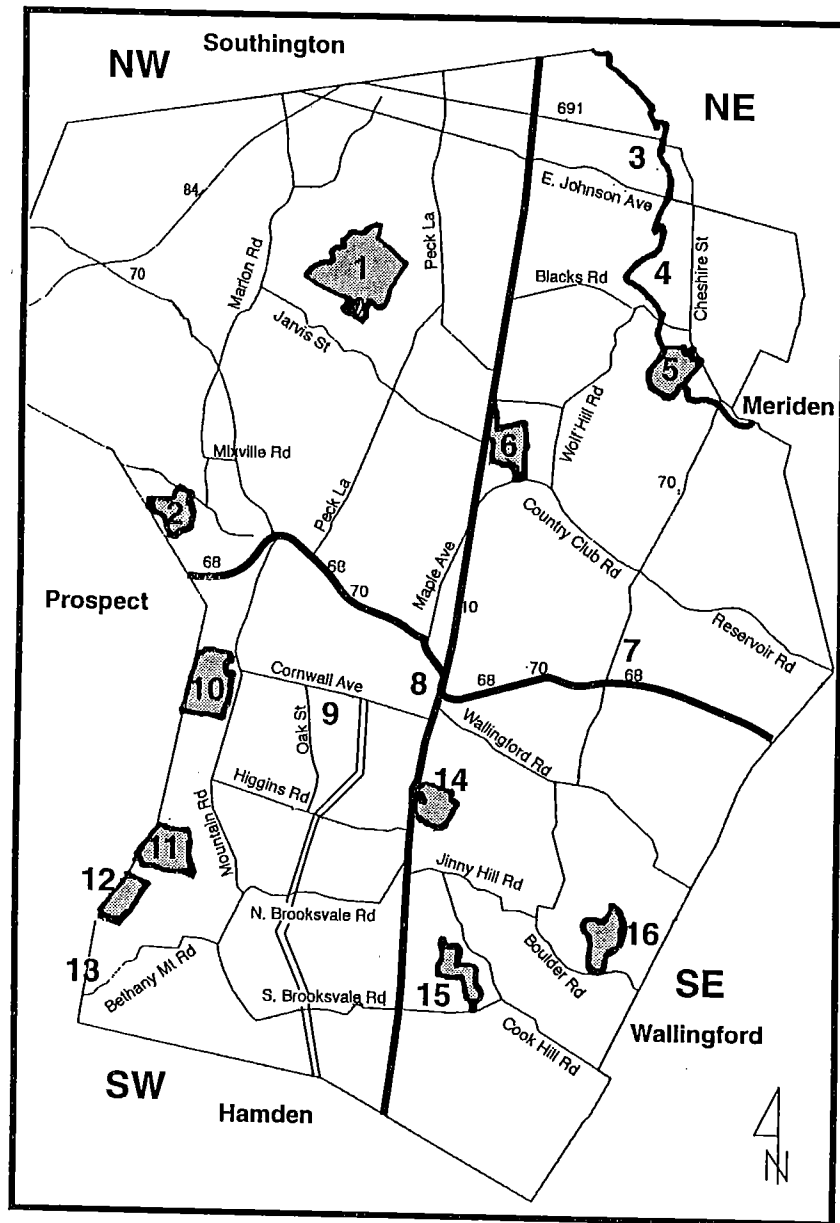 Southington
NW
NE
691
3
E. Johnson Ave
84
Peck La
Marion Rd
1
70
Blacks Rd
4
Cheshire St
Jarvis St
5
Meriden
Wolf Hill Rd
6
Mixville Rd
70
2
Peck La
Country Club Rd
68
68
70
Maple Ave
10
Prospect
Reservoir Rd
7
Cornwall Ave
8
68
70
68
10
9
Oak St
Wallingford Rd
14
Higgins Rd
Mountain Rd
11
Jinny Hill Rd
12
N. Brooksvale Rd
16
Boulder Rd
13
Bethany Mt Rd
SE
15
S. Brooksvale Rd
Wallingford
Cook Hill Rd
SW
Hamden
N